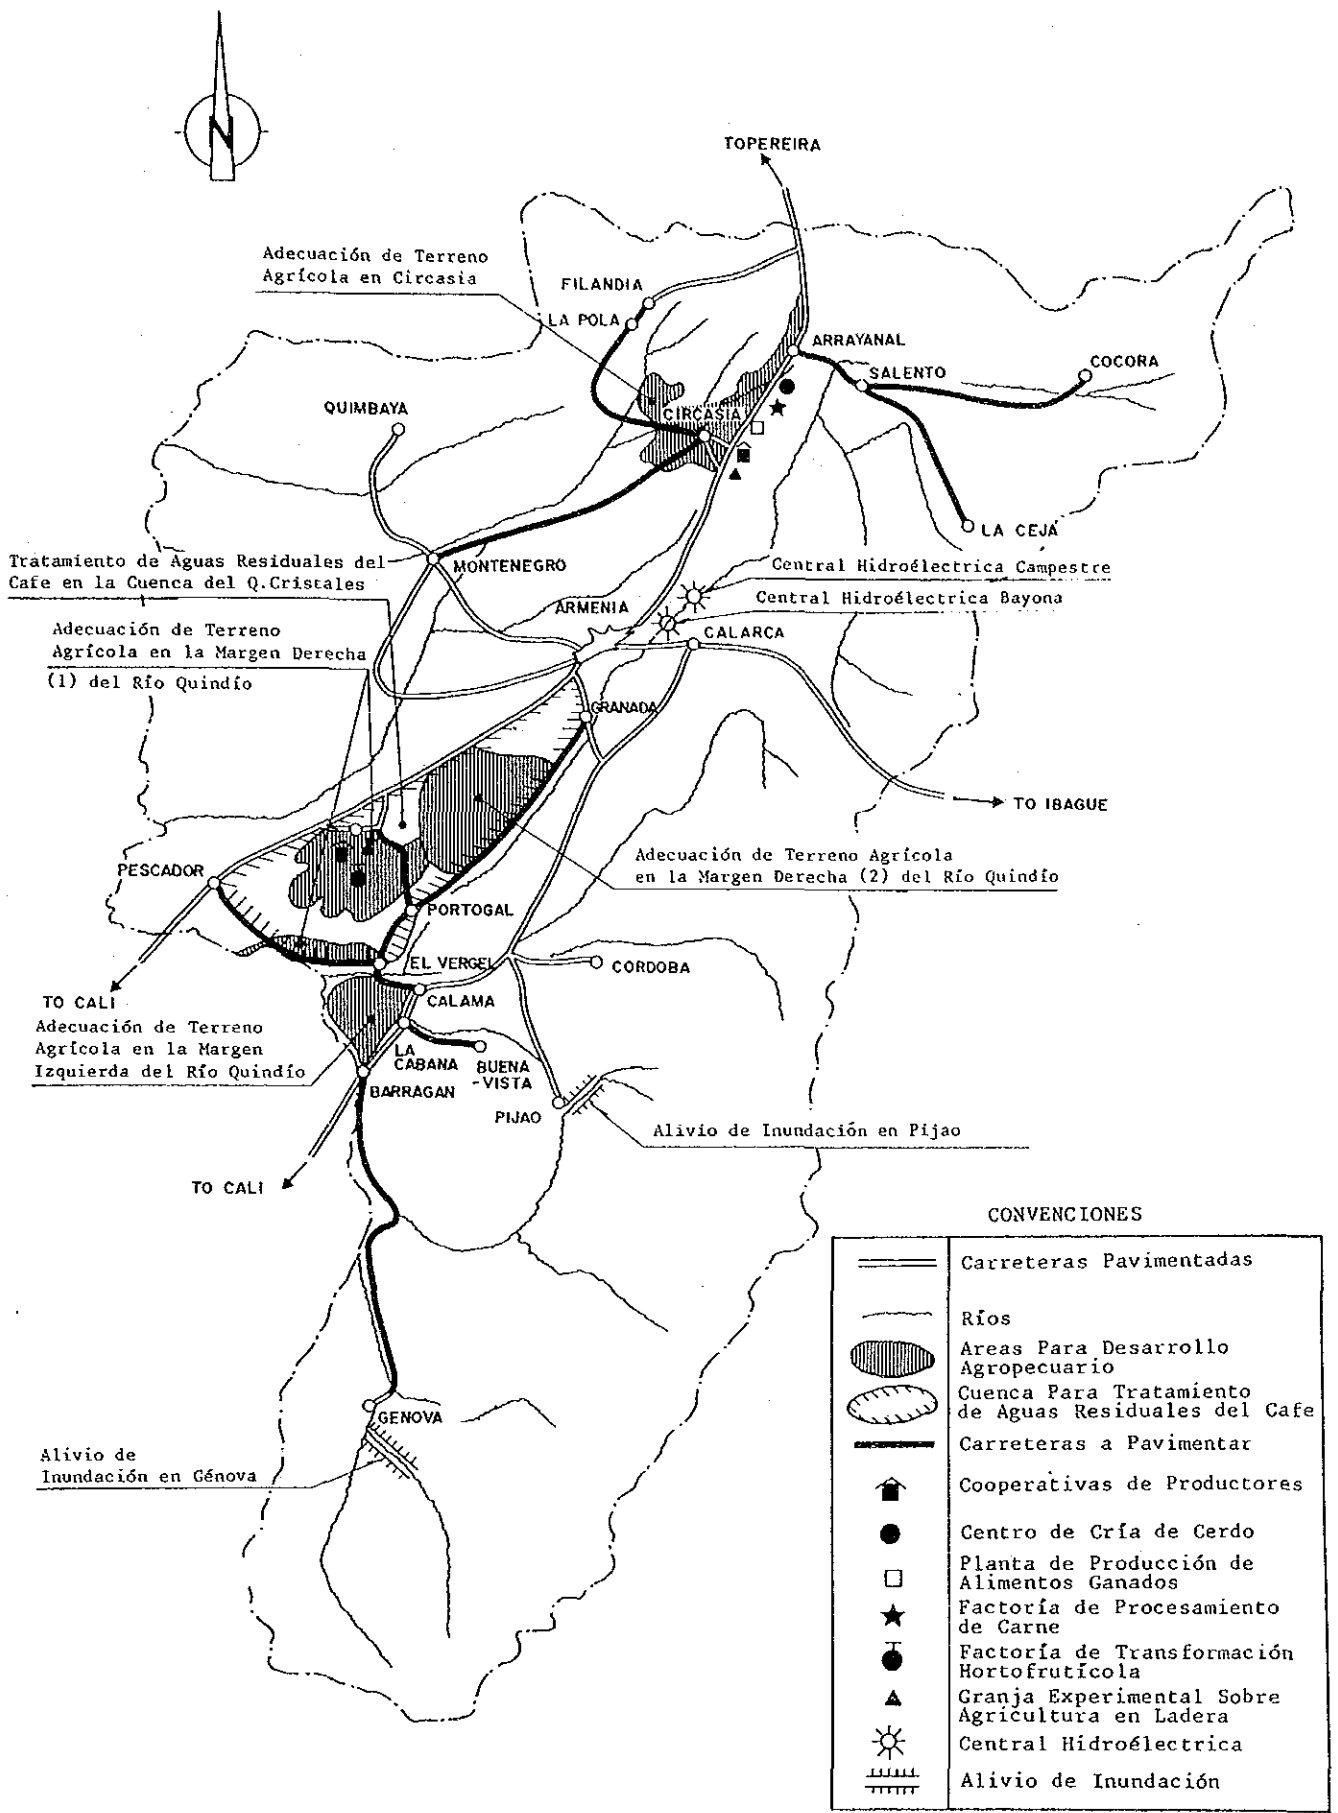 N
TOPEREIRA
Adecuación de Terreno
Agrícola en Circasia
FILANDIA
LA POLA
ARRAYANAL
SALENTO
COCORA
QUIMBAYA
CIRCASIA
LA CEJA
Tratamiento de Aguas Residuales del
Cafe en la Cuenca del Q.Cristales
MONTENEGRO
Central Hidroélectrica Campestre
ARMENIA
Central Hidroélectrica Bayona
Adecuación de Terreno
Agrícola en la Margen Derecha
(1) del Río Quindío
CALARCA
GRANADA
TO IBAGUE
Adecuación de Terreno Agrícola
en la Margen Derecha (2) del Río Quindío
PESCADOR
PORTOGAL
EL VERGEL
CORDOBA
TO CALI
CALAMA
Adecuación de Terreno
Agrícola en la Margen
Izquierda del Río Quindío
LA
CABANA
BUENA
-VISTA
BARRAGAN
PIJAO
Alivio de Inundación en Pijao
TO CALI
GENOVA
Alivio de
Inundación en Génova
CONVENCIONES
Carreteras Pavimentadas
Ríos
Areas Para Desarrollo
Agropecuario
Cuenca Para Tratamiento
de Aguas Residuales del Cafe
Carreteras a Pavimentar
Cooperativas de Productores
Centro de Cría de Cerdo
Planta de Producción de
Alimentos Ganados
Factoría de Procesamiento
de Carne
Factoría de Transformación
Hortofrutícola
Granja Experimental Sobre
Agricultura en Ladera
Central Hidroélectrica
Alivio de Inundación